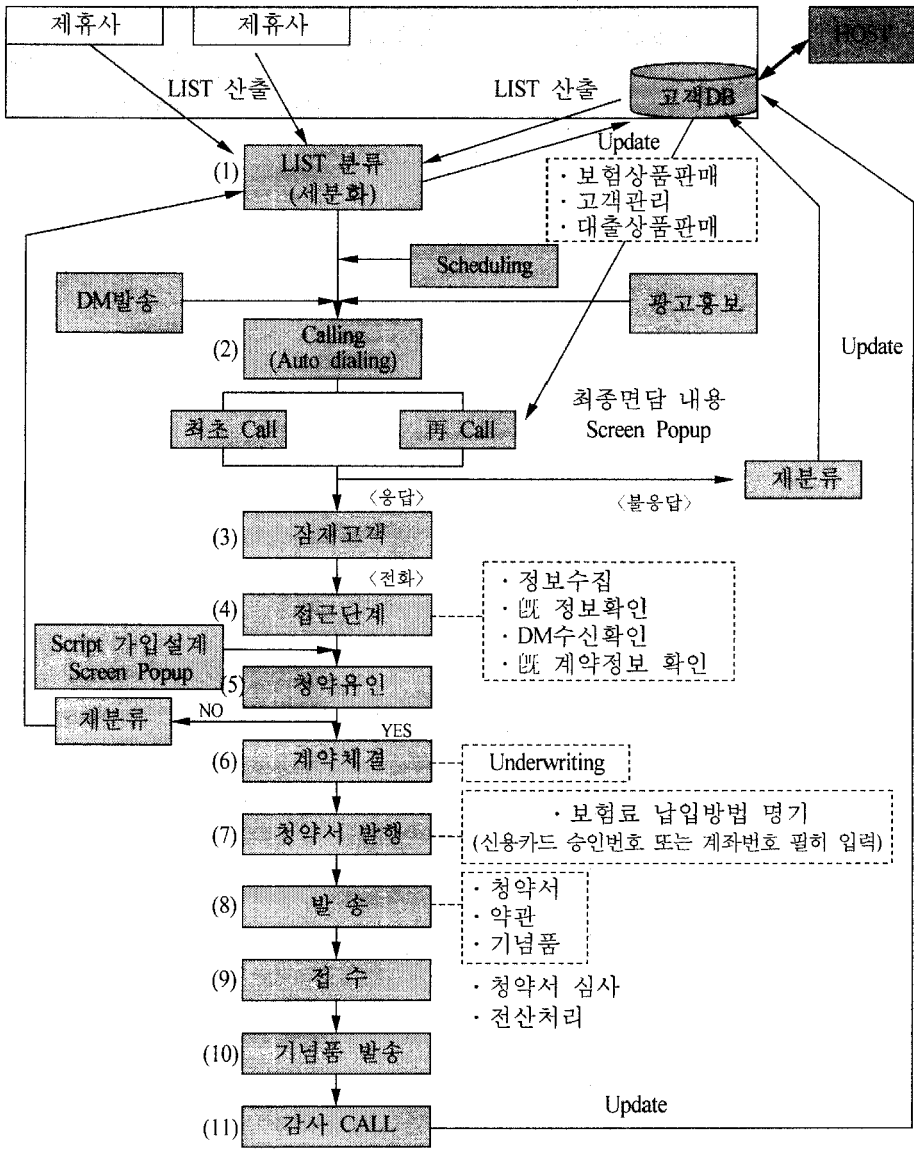 제휴사
제휴사
HOST
LIST 산출
LIST 산출
고객DB
Update
(1)
LIST 분류
(세분화)
· 보험상품판매
· 고객관리
· 대출상품판매
Scheduling
DM발송
광고홍보
(2)
Calling
(Auto dialing)
Update
최초 Call
再 Call
최종면담 내용
Screen Popup
<응답>
<불응답>
재분류
(3)
잠재고객
<전화>
(4)
접근단계
· 정보수집
· 旣 정보확인
DM수신확인
· 旣 계약정보 확인
Script 가입설계
Screen Popup
(5)
청약유인
재분류
NO
YES
(6)
계약체결
Underwriting
(7)
청약서 발행
· 보험료 납입방법 명기
(신용카드 승인번호 또는 계좌번호 필히 입력)
(8)
발 송
· 청약서
· 약관
· 기념품
(9)
접 수
· 청약서 심사
· 전산처리
(10)
기념품 발송
(11)
감사 CALL
Update